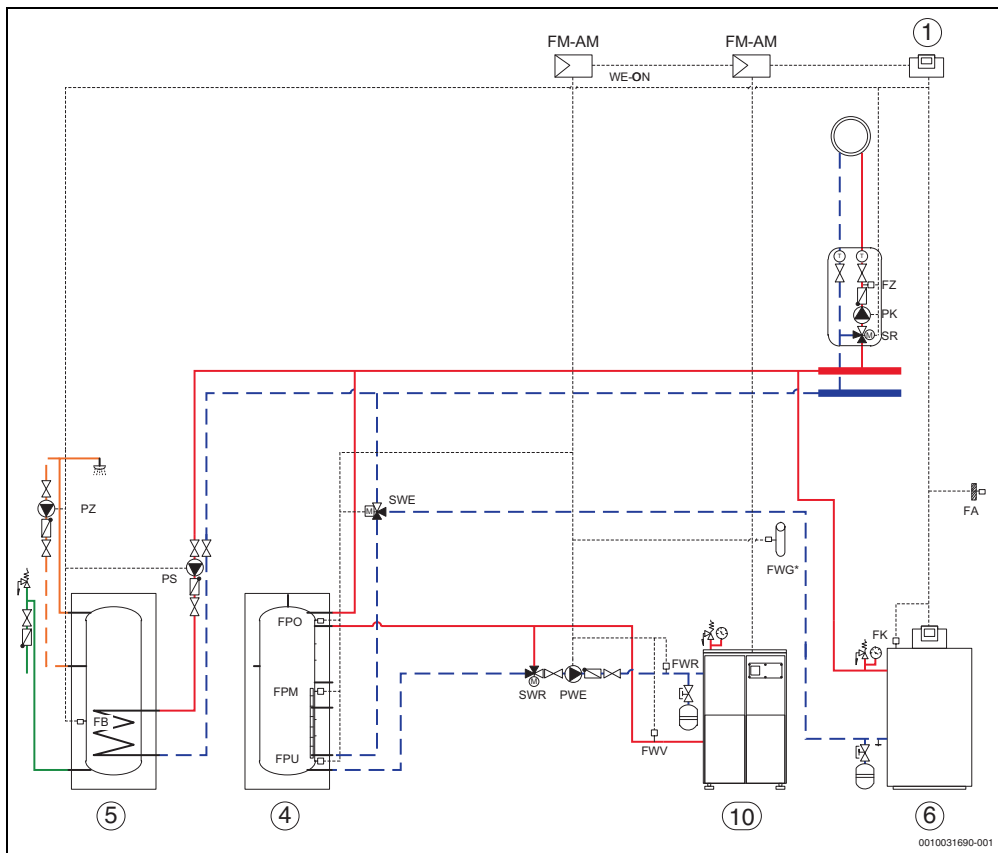 FM-AM
FM-AM
1
WE-ON
T
T
FZ
PK
M
SR
PZ
SWE
M
FA
PS
FWG*
FPO
FK
FWR
SWR
M
PWE
FPM
FB
FWV
FPU
5
4
10
6
0010031690-001